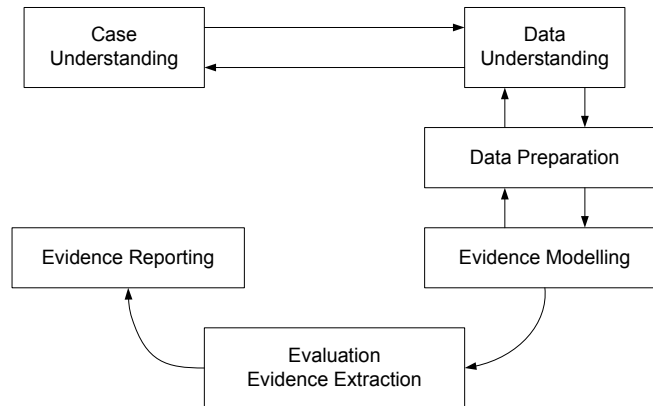 Case
Understanding
Data
Understanding
Data Preparation
Evidence Modelling
Evidence Reporting
Evaluation
Evidence Extraction